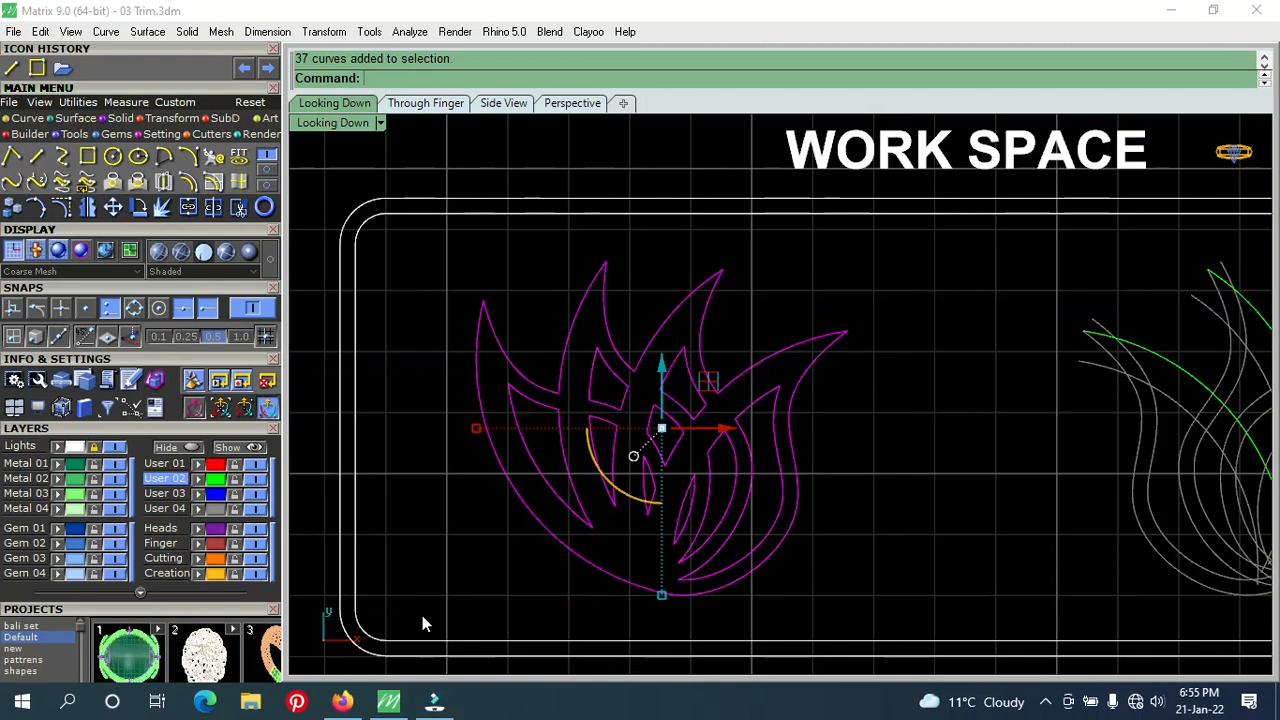 Matrix 9.0 (64-bit) - 03 Trim.3dm
File Edit View Curve Surface Solid Mesh Dimension Transform Tools Analyze Render Rhino 5.0 Blend Clayoo Help
ICON HISTORY
37 curves added to selection.
Command:
MAIN MENU
File View Utilities Measure Custom Reset
Looking Down Through Finger Side View Perspective
Curve Surface Solid Transform SubD Art
Looking Down
Builder Tools Gems Setting Cutters Render
WORK SPACE
FIT
DISPLAY
Coarse Mesh Shaded
SNAPS
0.1 0.25 0.5 1.0
INFO & SETTINGS
LAYERS
Lights Hide Show
Metal 01 User 01
Metal 02 User 02
Metal 03 User 03
Metal 04 User 04
Gem 01 Heads
Gem 02 Finger
Gem 03 Cutting
Gem 04 Creation
PROJECTS
y
x
bali set
Default
new
pattrens
shapes
1 2 3
11°C Cloudy
6:55 PM
21-Jan-22